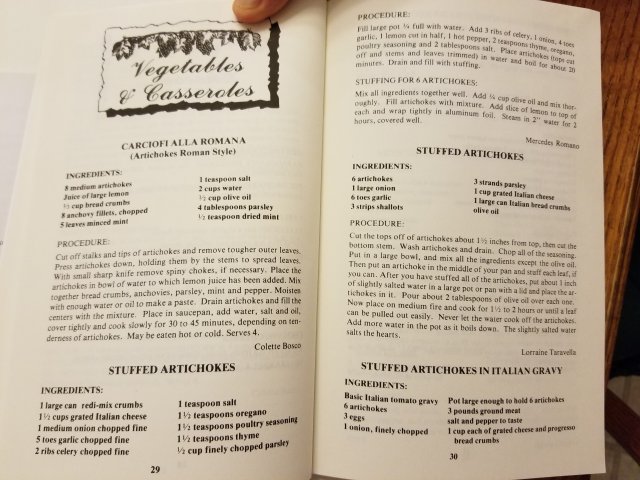 Vegetables
& Casseroles
CARCIOFI ALLA ROMANA
(Artichokes Roman Style)
INGREDIENTS:
8 medium artichokes
Juice of large lemon
½ cup bread crumbs
8 anchovy fillets, chopped
5 leaves minced mint
1 teaspoon salt
2 cups water
½ cup olive oil
4 tablespoons parsley
½ teaspoon dried mint
PROCEDURE:
Cut off stalks and tips of artichokes and remove tougher outer leaves.
Press artichokes down, holding them by the stems to spread leaves.
With small sharp knife remove spiny chokes, if necessary. Place the
artichokes in bowl of water to which lemon juice has been added. Mix
together bread crumbs, anchovies, parsley, mint and pepper. Moisten
with enough water or oil to make a paste. Drain artichokes and fill the
centers with the mixture. Place in saucepan, add water, salt and oil,
cover tightly and cook slowly for 30 to 45 minutes, depending on ten-
derness of artichokes. May be eaten hot or cold. Serves 4.
Colette Bosco
STUFFED ARTICHOKES
INGREDIENTS:
1 large can redi-mix crumbs
1½ cups grated Italian cheese
1 medium onion chopped fine
5 toes garlic chopped fine
2 ribs celery chopped fine
1 teaspoon salt
1½ teaspoons oregano
1½ teaspoons poultry seasoning
1½ teaspoons thyme
½ cup finely chopped parsley
29
PROCEDURE:
Fill large pot ¾ full with water. Add 3 ribs of celery, 1 onion, 4 toes
garlic, 1 lemon cut in half, 1 hot pepper, 2 teaspoons thyme, oregano,
poultry seasoning and 2 tablespoons salt. Place artichokes (tops cut
off and stems and leaves trimmed) in water and boil for about 20
minutes. Drain and fill with stuffing.
STUFFING FOR 6 ARTICHOKES:
Mix all ingredients together well. Add ¼ cup olive oil and mix thor-
oughly. Fill artichokes with mixture. Add slice of lemon to top of
each and wrap tightly in aluminum foil. Steam in 2" water for 2
hours, covered well.
Mercedes Romano
STUFFED ARTICHOKES
INGREDIENTS:
6 artichokes
1 large onion
6 toes garlic
3 strips shallots
3 strands parsley
1 cup grated Italian cheese
1 large can Italian bread crumbs
olive oil
PROCEDURE:
Cut the tops off of artichokes about 1½ inches from top, then cut the
bottom stem. Wash artichokes and drain. Chop all of the seasoning.
Put in a large bowl, and mix all the ingredients except the olive oil.
Then put an artichoke in the middle of your pan and stuff each leaf, if
you can. After you have stuffed all of the artichokes, put about 1 inch
of slightly salted water in a large pot or pan with a lid and place the ar-
tichokes in it. Pour about 2 tablespoons of olive oil over each one.
Now place on medium fire and cook for 1½ to 2 hours or until a leaf
can be pulled out easily. Never let the water cook off the artichokes.
Add more water in the pot as it boils down. The slightly salted water
salts the hearts.
Lorraine Taravella
STUFFED ARTICHOKES IN ITALIAN GRAVY
INGREDIENTS:
Basic Italian tomato gravy
6 artichokes
3 eggs
1 onion, finely chopped
Pot large enough to hold 6 artichokes
3 pounds ground meat
salt and pepper to taste
1 cup each of grated cheese and progresso
bread crumbs
30